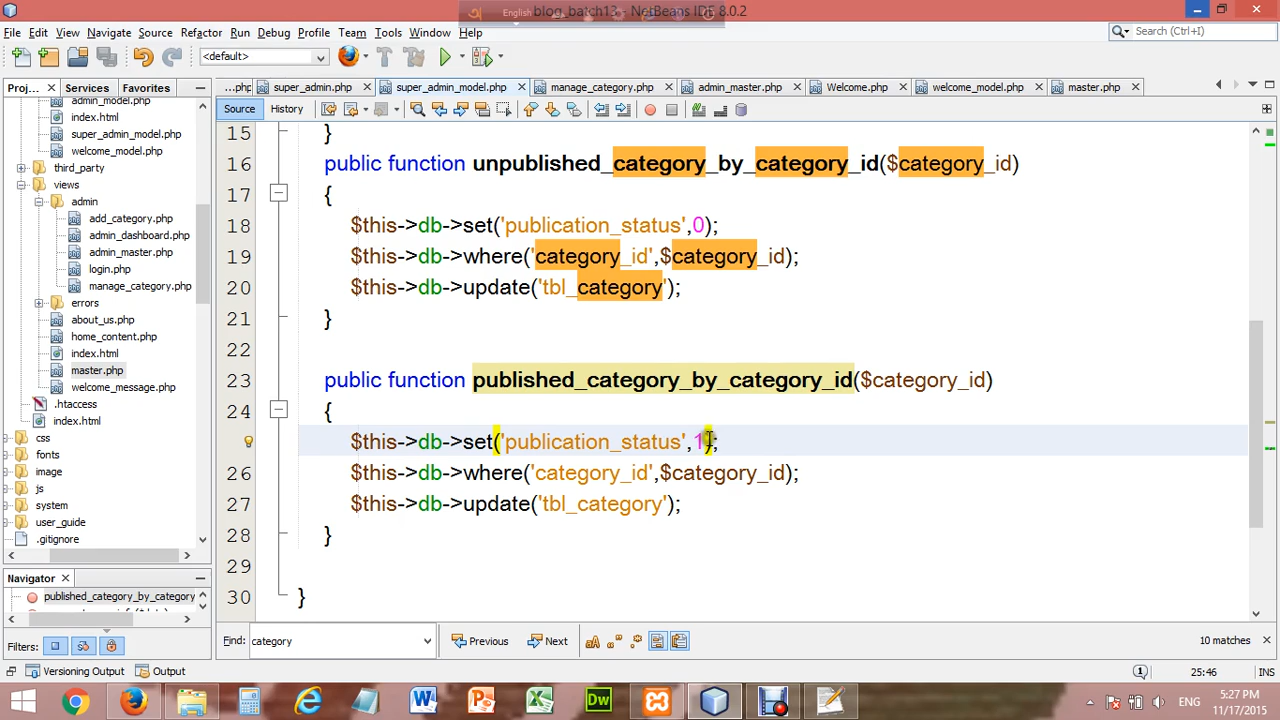 English
blog_batch13 - NetBeans IDE 8.0.2
File Edit View Navigate Source Refactor Run Debug Profile Team Tools Window Help
Search (Ctrl+I)
<default>
Proj... Services Favorites
...php super_admin.php super_admin_model.php manage_category.php admin_master.php Welcome.php welcome_model.php master.php
Source History
admin_model.php
index.html
super_admin_model.php
welcome_model.php
third_party
views
admin
add_category.php
admin_dashboard.php
admin_master.php
login.php
manage_category.php
errors
about_us.php
home_content.php
index.html
master.php
welcome_message.php
.htaccess
index.html
css
fonts
image
js
system
user_guide
.gitignore
15 }
16 public function unpublished_category_by_category_id($category_id)
17 {
18 $this->db->set('publication_status',0);
19 $this->db->where('category_id',$category_id);
20 $this->db->update('tbl_category');
21 }
22
23 public function published_category_by_category_id($category_id)
24 {
$this->db->set('publication_status',1);
26 $this->db->where('category_id',$category_id);
27 $this->db->update('tbl_category');
28 }
29
30 }
Navigator
published_category_by_category
Filters:
Find: category Previous Next 10 matches
Versioning Output Output 25:46 INS
ENG
5:27 PM
11/17/2015